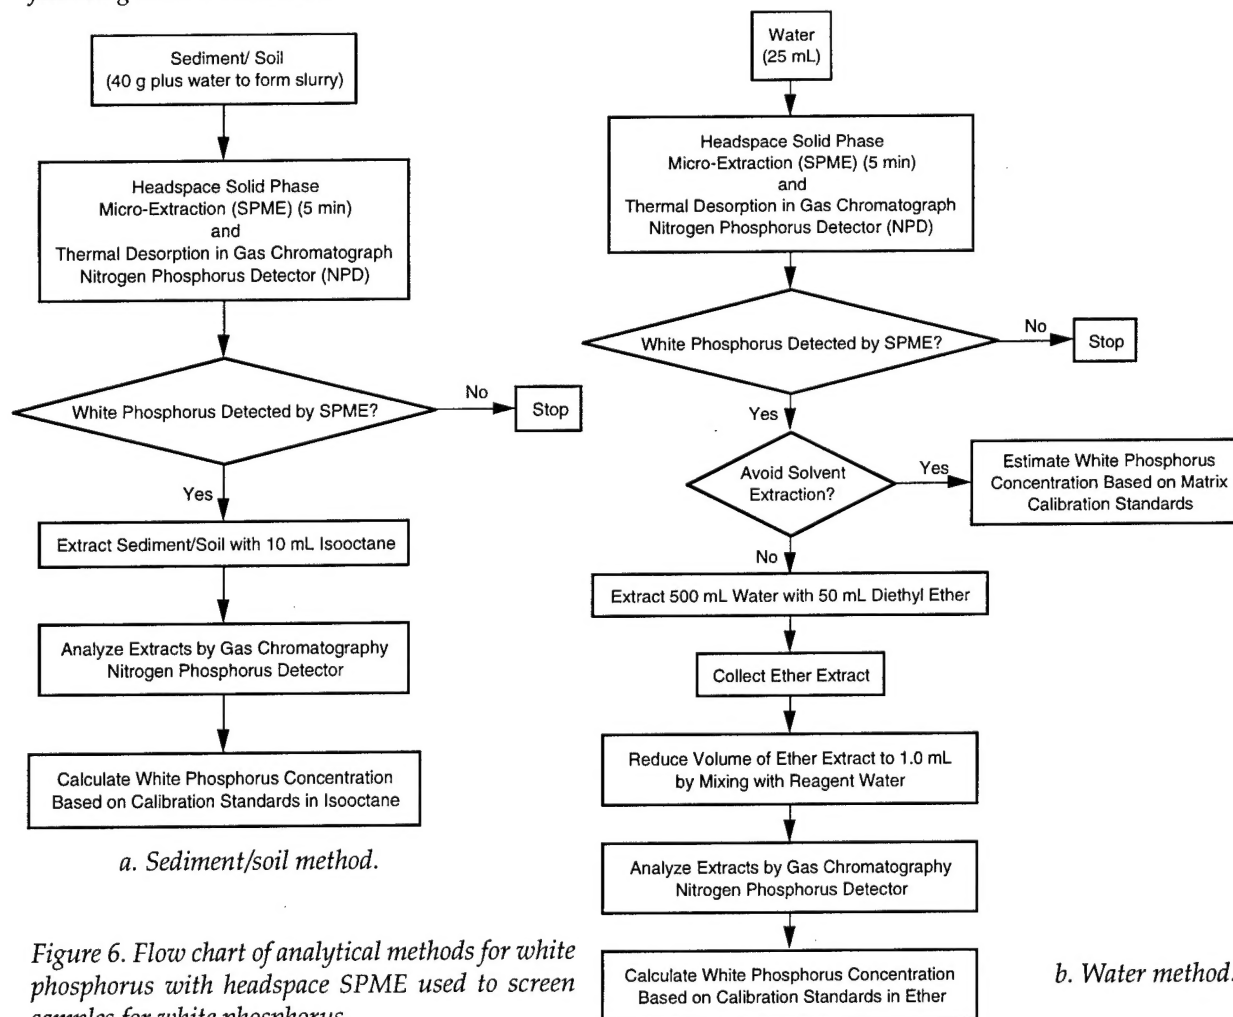 Sediment/ Soil
(40 g plus water to form slurry)
Headspace Solid Phase
Micro-Extraction (SPME) (5 min)
and
Thermal Desorption in Gas Chromatograph
Nitrogen Phosphorus Detector (NPD)
White Phosphorus Detected by SPME?
No
Stop
Yes
Extract Sediment/Soil with 10 mL Isooctane
Analyze Extracts by Gas Chromatography
Nitrogen Phosphorus Detector
Calculate White Phosphorus Concentration
Based on Calibration Standards in Isooctane
a. Sediment/soil method.
Water
(25 mL)
Headspace Solid Phase
Micro-Extraction (SPME) (5 min)
and
Thermal Desorption in Gas Chromatograph
Nitrogen Phosphorus Detector (NPD)
White Phosphorus Detected by SPME?
No
Stop
Yes
Avoid Solvent
Extraction?
Yes
Estimate White Phosphorus
Concentration Based on Matrix
Calibration Standards
No
Extract 500 mL Water with 50 mL Diethyl Ether
Collect Ether Extract
Reduce Volume of Ether Extract to 1.0 mL
by Mixing with Reagent Water
Analyze Extracts by Gas Chromatography
Nitrogen Phosphorus Detector
Calculate White Phosphorus Concentration
Based on Calibration Standards in Ether
b. Water method.
Figure 6. Flow chart of analytical methods for white
phosphorus with headspace SPME used to screen
samples for white phosphorus